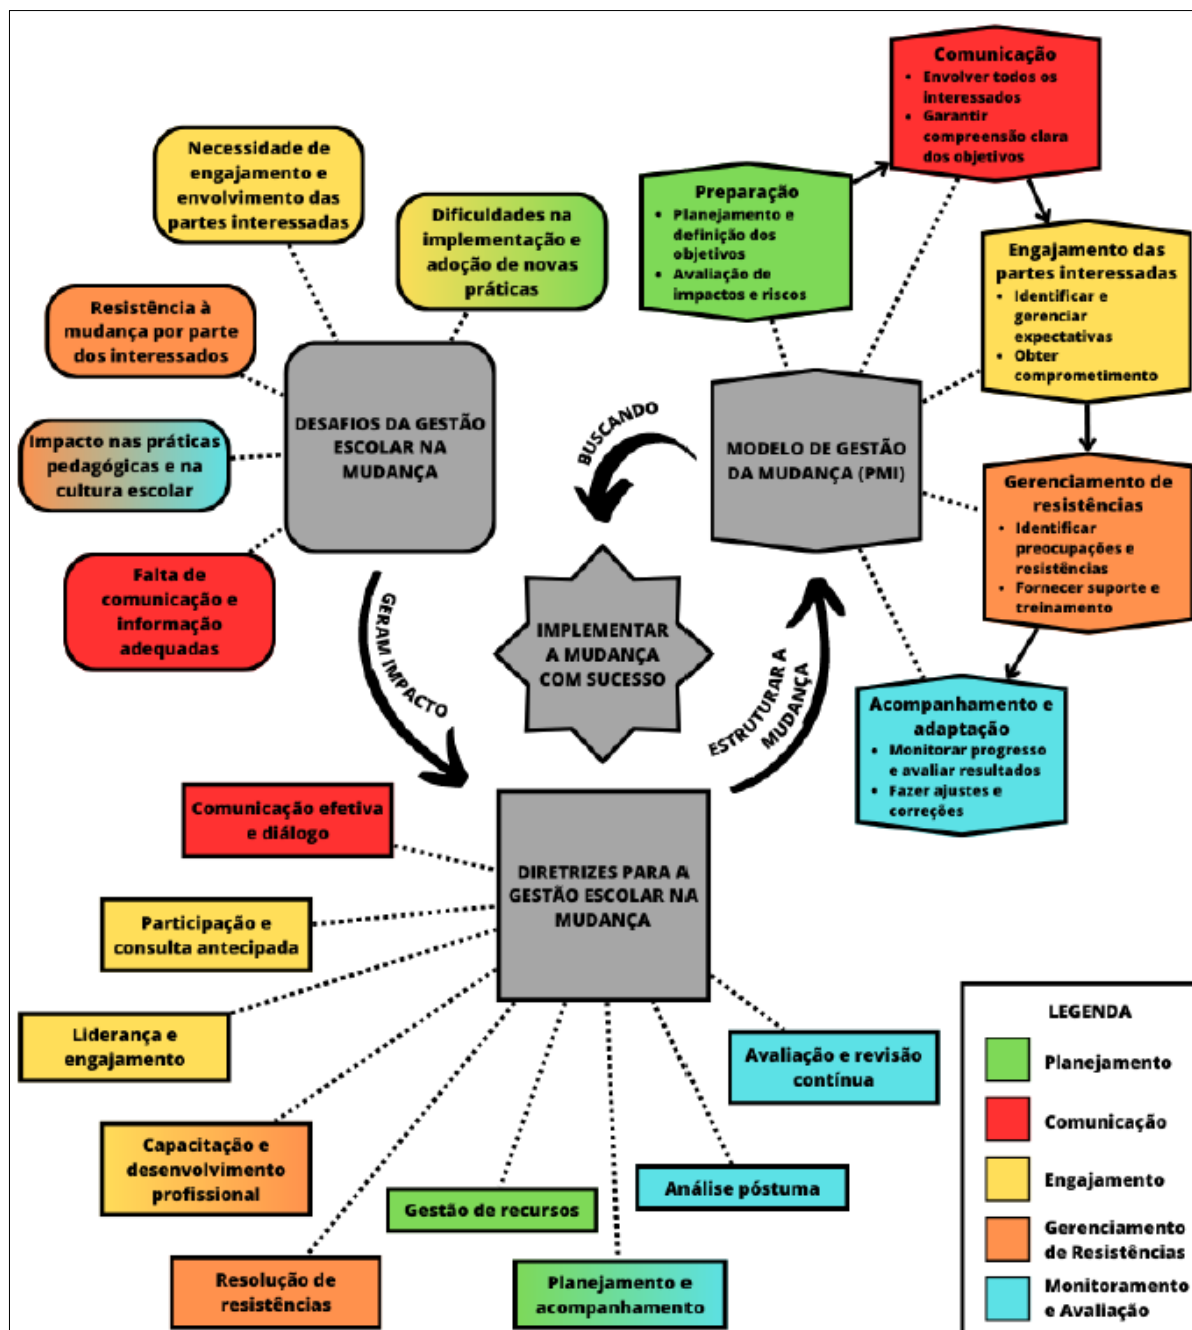 Comunicação
• Envolver todos os
interessados
• Garantir
compreensão clara
dos objetivos
Necessidade de
engajamento e
envolvimento das
partes interessadas
Dificuldades na
implementação e
adoção de novas
práticas
Preparação
• Planejamento e
definição dos
objetivos
• Avaliação de
impactos e riscos
Engajamento das
partes interessadas
• Identificar e
gerenciar
expectativas
• Obter
comprometimento
Resistência à
mudança por parte
dos interessados
Impacto nas práticas
pedagógicas e na
cultura escolar
Falta de
comunicação e
informação
adequadas
DESAFIOS DA GESTÃO
ESCOLAR NA
MUDANÇA
BUSCANDO
MODELO DE GESTÃO
DA MUDANÇA (PMI)
Gerenciamento de
resistências
• Identificar
preocupações e
resistências
• Fornecer suporte e
treinamento
GERAM IMPACTO
IMPLEMENTAR
A MUDANÇA
COM SUCESSO
ESTRUTURAR A
MUDANÇA
Acompanhamento e
adaptação
• Monitorar progresso
e avaliar resultados
• Fazer ajustes e
correções
Comunicação efetiva
e diálogo
DIRETRIZES PARA A
GESTÃO ESCOLAR NA
MUDANÇA
Participação e
consulta antecipada
Liderança e
engajamento
Capacitação e
desenvolvimento
profissional
Resolução de
resistências
Gestão de recursos
Planejamento e
acompanhamento
Análise póstuma
Avaliação e revisão
contínua
LEGENDA
Planejamento
Comunicação
Engajamento
Gerenciamento
de Resistências
Monitoramento
e Avaliação